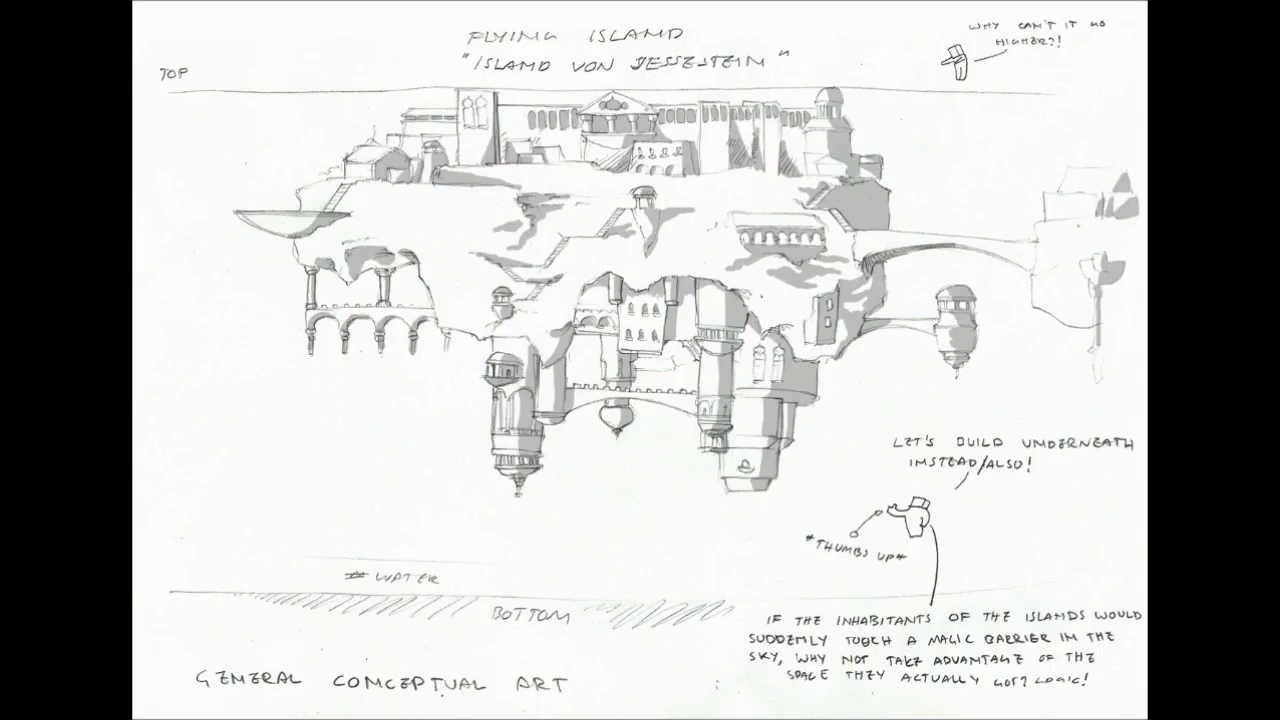 WHY CAN'T IT GO
HIGHER?!
FLYING ISLAND
"ISLAND VON JESSESTEIN"
TOP
LET'S BUILD UNDERNEATH
INSTEAD/ALSO!
*THUMBS UP*
WATER
BOTTOM
IF THE INHABITANTS OF THE ISLANDS WOULD
SUDDENLY TOUCH A MAGIC BARRIER IN THE
SKY, WHY NOT TAKE ADVANTAGE OF THE
SPACE THEY ACTUALLY GOT? LOGIC!
GENERAL CONCEPTUAL ART